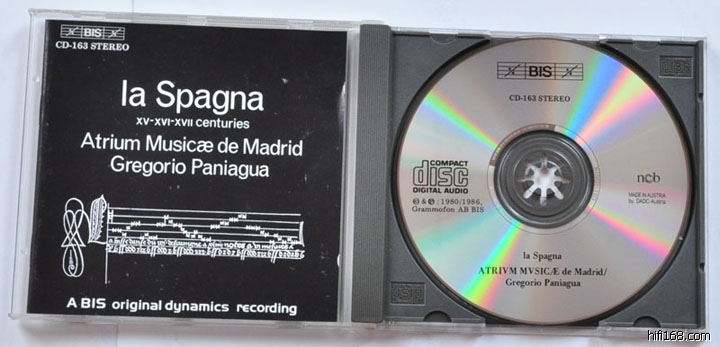 BIS
CD-163 STEREO
la Spagna
XV-XVI-XVII centuries
Atrium Musicæ de Madrid
Gregorio Paniagua
A BIS original dynamics recording
BIS
CD-163 STEREO
COMPACT
disc
DIGITAL AUDIO
: 1980/1986,
Grammofon AB BIS
ncb
MADE IN AUSTRIA
by DADC-Austria
la Spagna
ATRIVM MVSICÆ de Madrid/
Gregorio Paniagua
hifi168.com